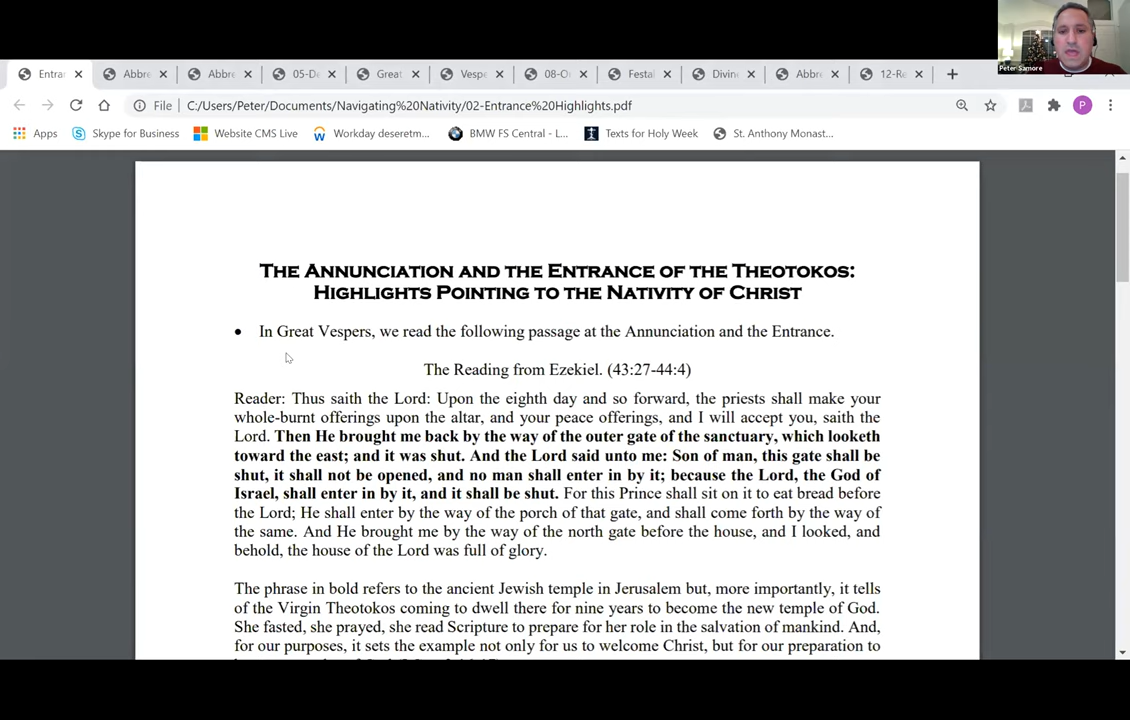 Peter Samore
Entra
Abbre
Abbre
05-De
Great
Vespe
08-O
Festal
Divin
Abbre
12-Re
File C:/Users/Peter/Documents/Navigating%20Nativity/02-Entrance%20Highlights.pdf
P
Apps
Skype for Business
Website CMS Live
Workday deseretm...
BMW FS Central - L...
Texts for Holy Week
St. Anthony Monast...
THE ANNUNCIATION AND THE ENTRANCE OF THE THEOTOKOS:
HIGHLIGHTS POINTING TO THE NATIVITY OF CHRIST
• In Great Vespers, we read the following passage at the Annunciation and the Entrance.
The Reading from Ezekiel. (43:27-44:4)
Reader: Thus saith the Lord: Upon the eighth day and so forward, the priests shall make your
whole-burnt offerings upon the altar, and your peace offerings, and I will accept you, saith the
Lord. Then He brought me back by the way of the outer gate of the sanctuary, which looketh
toward the east; and it was shut. And the Lord said unto me: Son of man, this gate shall be
shut, it shall not be opened, and no man shall enter in by it; because the Lord, the God of
Israel, shall enter in by it, and it shall be shut. For this Prince shall sit on it to eat bread before
the Lord; He shall enter by the way of the porch of that gate, and shall come forth by the way of
the same. And He brought me by the way of the north gate before the house, and I looked, and
behold, the house of the Lord was full of glory.
The phrase in bold refers to the ancient Jewish temple in Jerusalem but, more importantly, it tells
of the Virgin Theotokos coming to dwell there for nine years to become the new temple of God.
She fasted, she prayed, she read Scripture to prepare for her role in the salvation of mankind. And,
for our purposes, it sets the example not only for us to welcome Christ, but for our preparation to